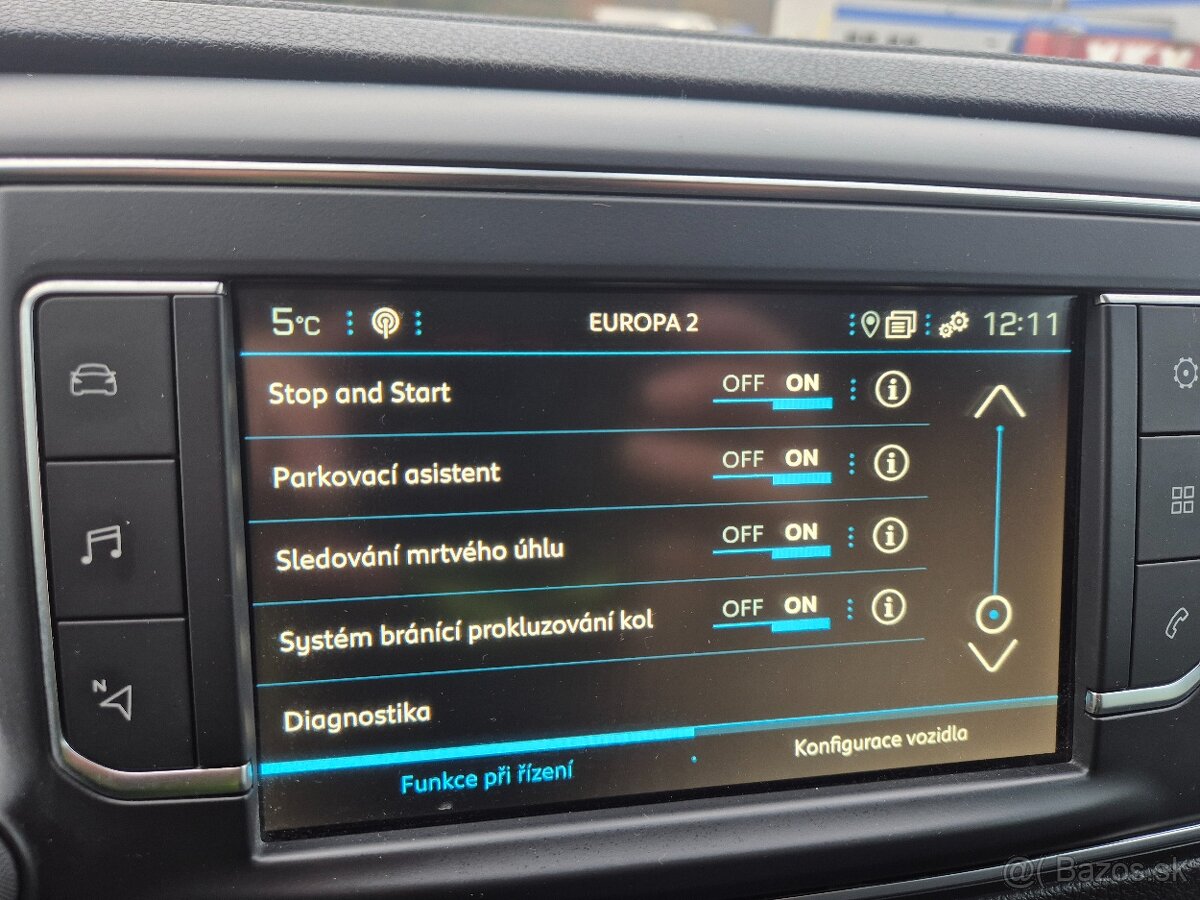 5°C EUROPA 2 12:11
Stop and Start OFF ON
Parkovací asistent OFF ON
Sledování mrtvého úhlu OFF ON
Systém bránící prokluzování kol OFF ON
Diagnostika
Funkce při řízení Konfigurace vozidla
N
Bazos.sk